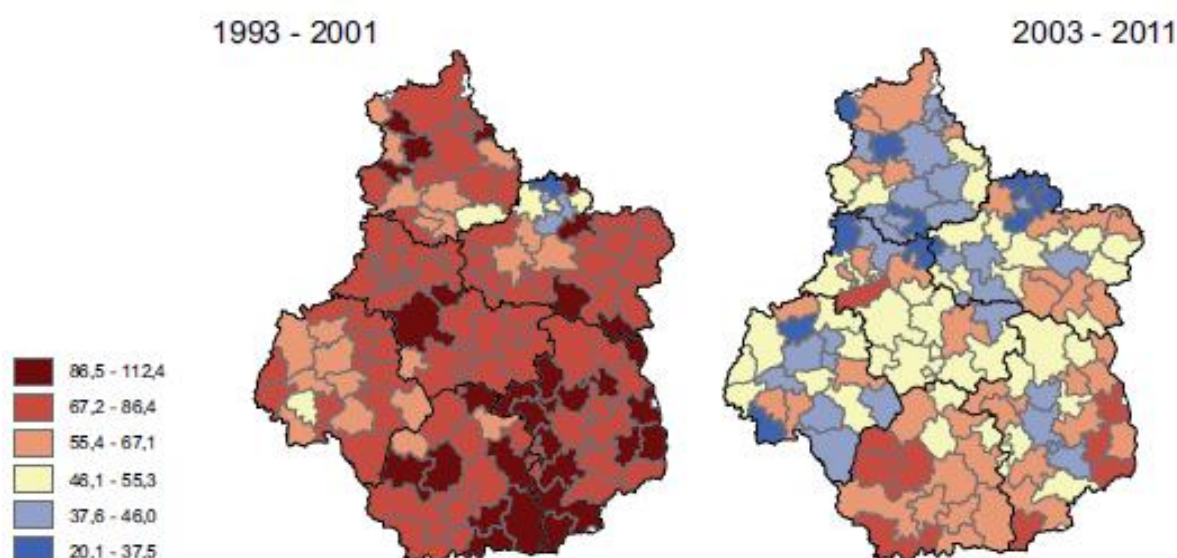 1993 - 2001
2003 - 2011
86,5 - 112,4
67,2 - 86,4
55,4 - 67,1
46,1 - 55,3
37,6 - 46,0
20,1 - 37,5